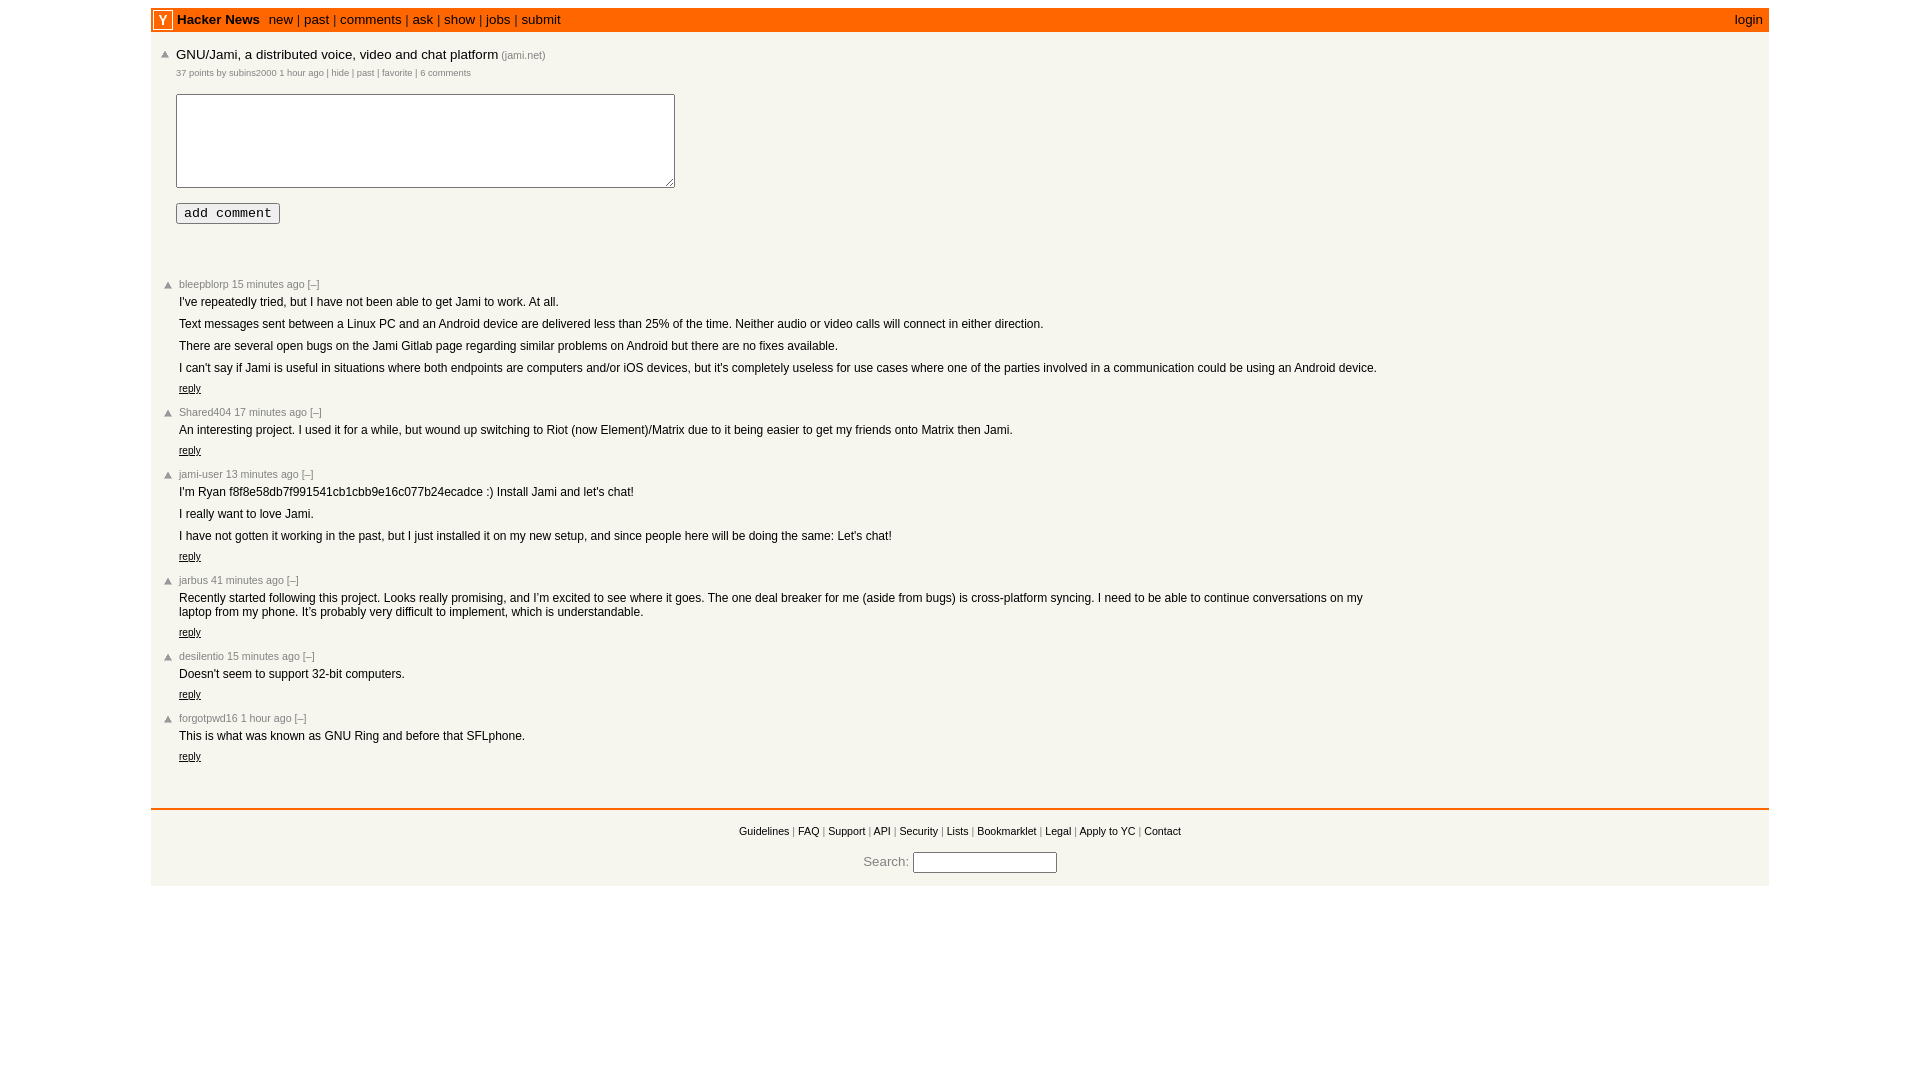 Y Hacker News new | past | comments | ask | show | jobs | submit login
GNU/Jami, a distributed voice, video and chat platform (jami.net)
37 points by subins2000 1 hour ago | hide | past | favorite | 6 comments
add comment
bleepblorp 15 minutes ago [–]
I've repeatedly tried, but I have not been able to get Jami to work. At all.
Text messages sent between a Linux PC and an Android device are delivered less than 25% of the time. Neither audio or video calls will connect in either direction.
There are several open bugs on the Jami Gitlab page regarding similar problems on Android but there are no fixes available.
I can't say if Jami is useful in situations where both endpoints are computers and/or iOS devices, but it's completely useless for use cases where one of the parties involved in a communication could be using an Android device.
reply
Shared404 17 minutes ago [–]
An interesting project. I used it for a while, but wound up switching to Riot (now Element)/Matrix due to it being easier to get my friends onto Matrix then Jami.
reply
jami-user 13 minutes ago [–]
I'm Ryan f8f8e58db7f991541cb1cbb9e16c077b24ecadce :) Install Jami and let's chat!
I really want to love Jami.
I have not gotten it working in the past, but I just installed it on my new setup, and since people here will be doing the same: Let's chat!
reply
jarbus 41 minutes ago [–]
Recently started following this project. Looks really promising, and I’m excited to see where it goes. The one deal breaker for me (aside from bugs) is cross-platform syncing. I need to be able to continue conversations on my
laptop from my phone. It’s probably very difficult to implement, which is understandable.
reply
desilentio 15 minutes ago [–]
Doesn't seem to support 32-bit computers.
reply
forgotpwd16 1 hour ago [–]
This is what was known as GNU Ring and before that SFLphone.
reply
Guidelines | FAQ | Support | API | Security | Lists | Bookmarklet | Legal | Apply to YC | Contact
Search: